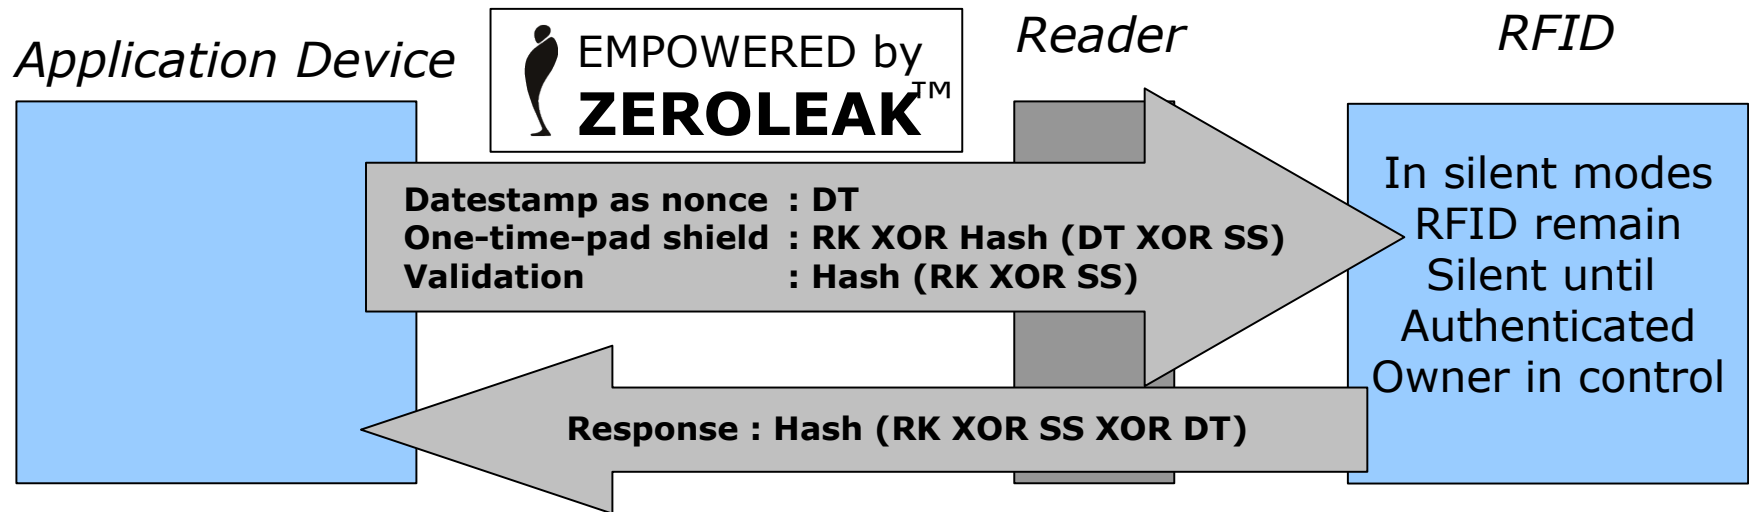 Application Device
EMPOWERED by
ZEROLEAK™
Reader
RFID
Datestamp as nonce : DT
One-time-pad shield : RK XOR Hash (DT XOR SS)
Validation : Hash (RK XOR SS)
In silent modes
RFID remain
Silent until
Authenticated
Owner in control
Response : Hash (RK XOR SS XOR DT)